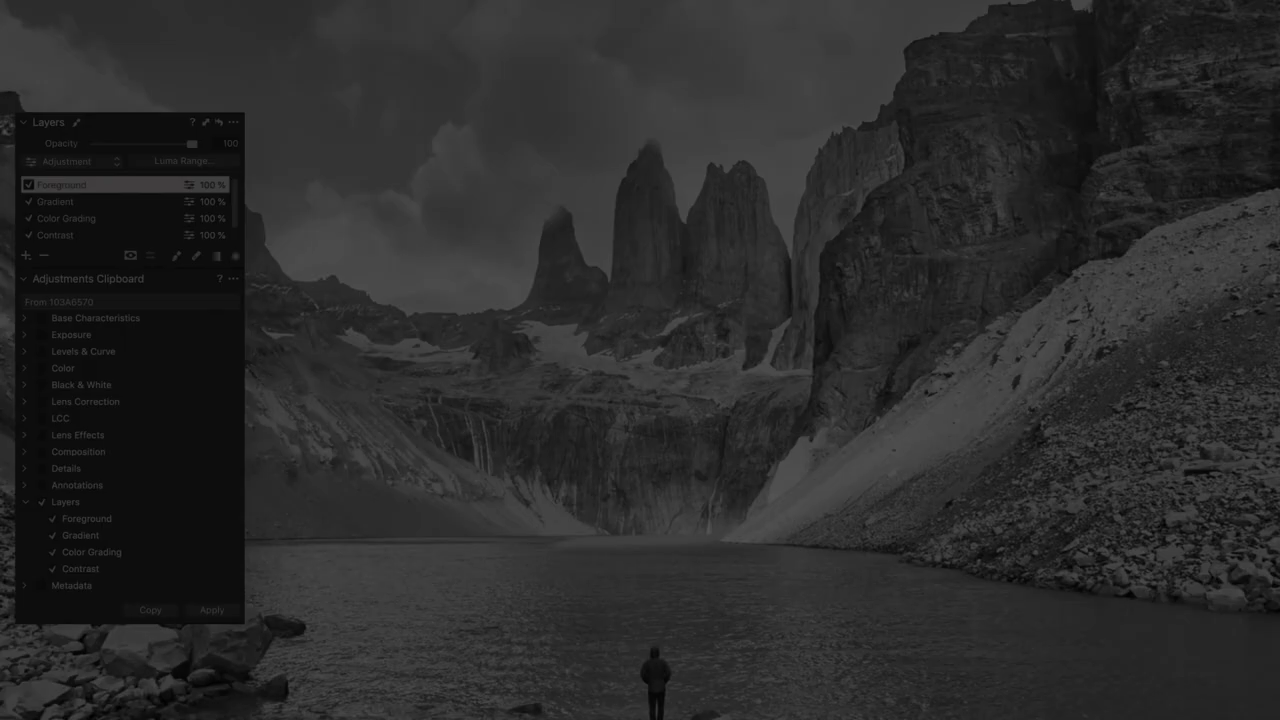 Layers ?
Opacity 100
Adjustment Luma Range...
Foreground 100 %
Gradient 100 %
Color Grading 100 %
Contrast 100 %
Adjustments Clipboard ?
From 103A6570
Base Characteristics
Exposure
Levels & Curve
Color
Black & White
Lens Correction
LCC
Lens Effects
Composition
Details
Annotations
Layers
Foreground
Gradient
Color Grading
Contrast
Metadata
Copy Apply